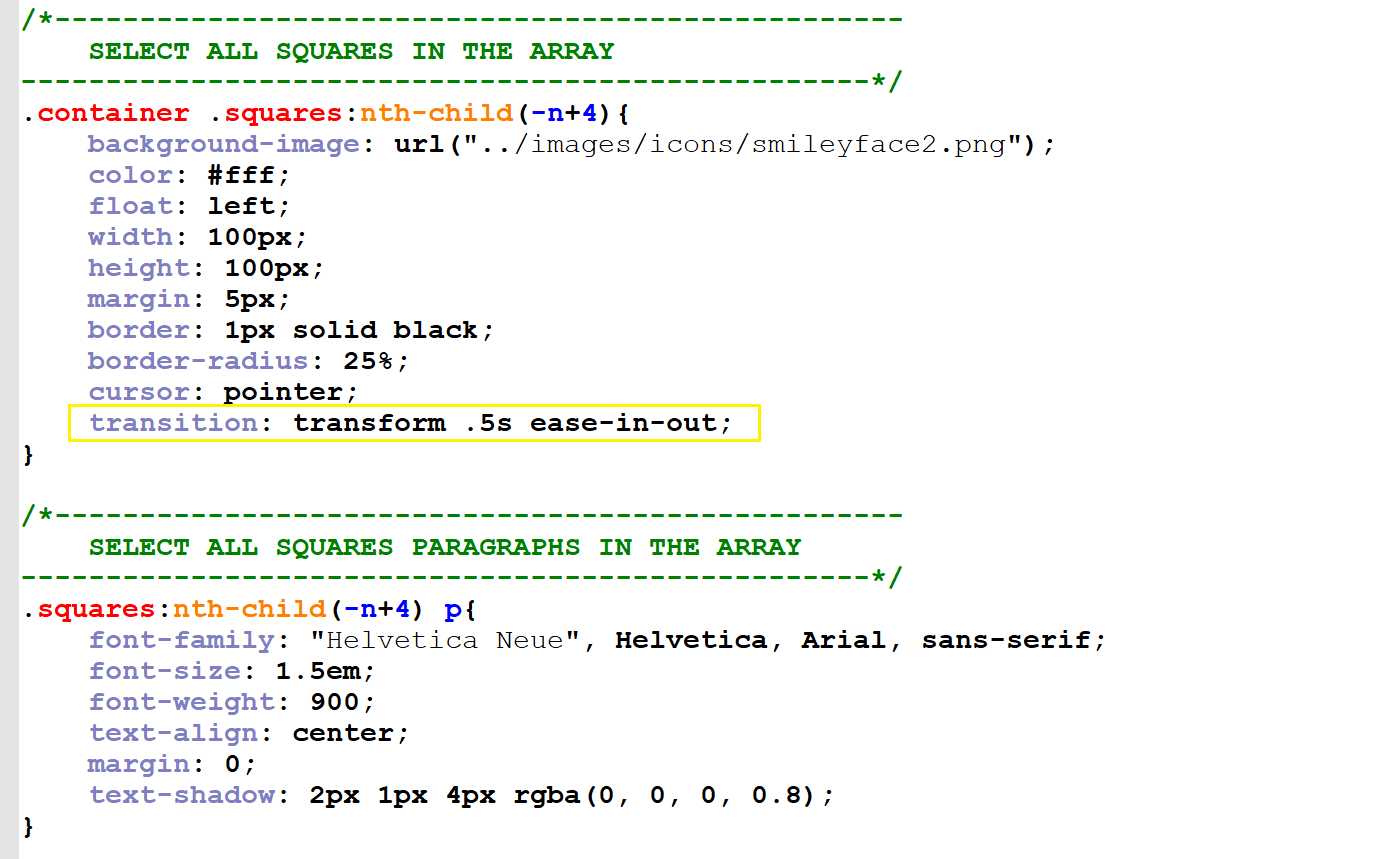 /*--------------------------------------------------
SELECT ALL SQUARES IN THE ARRAY
--------------------------------------------------*/
.container .squares:nth-child(-n+4){
background-image: url("../images/icons/smileyface2.png");
color: #fff;
float: left;
width: 100px;
height: 100px;
margin: 5px;
border: 1px solid black;
border-radius: 25%;
cursor: pointer;
transition: transform .5s ease-in-out;
}
/*--------------------------------------------------
SELECT ALL SQUARES PARAGRAPHS IN THE ARRAY
--------------------------------------------------*/
.squares:nth-child(-n+4) p{
font-family: "Helvetica Neue", Helvetica, Arial, sans-serif;
font-size: 1.5em;
font-weight: 900;
text-align: center;
margin: 0;
text-shadow: 2px 1px 4px rgba(0, 0, 0, 0.8);
}